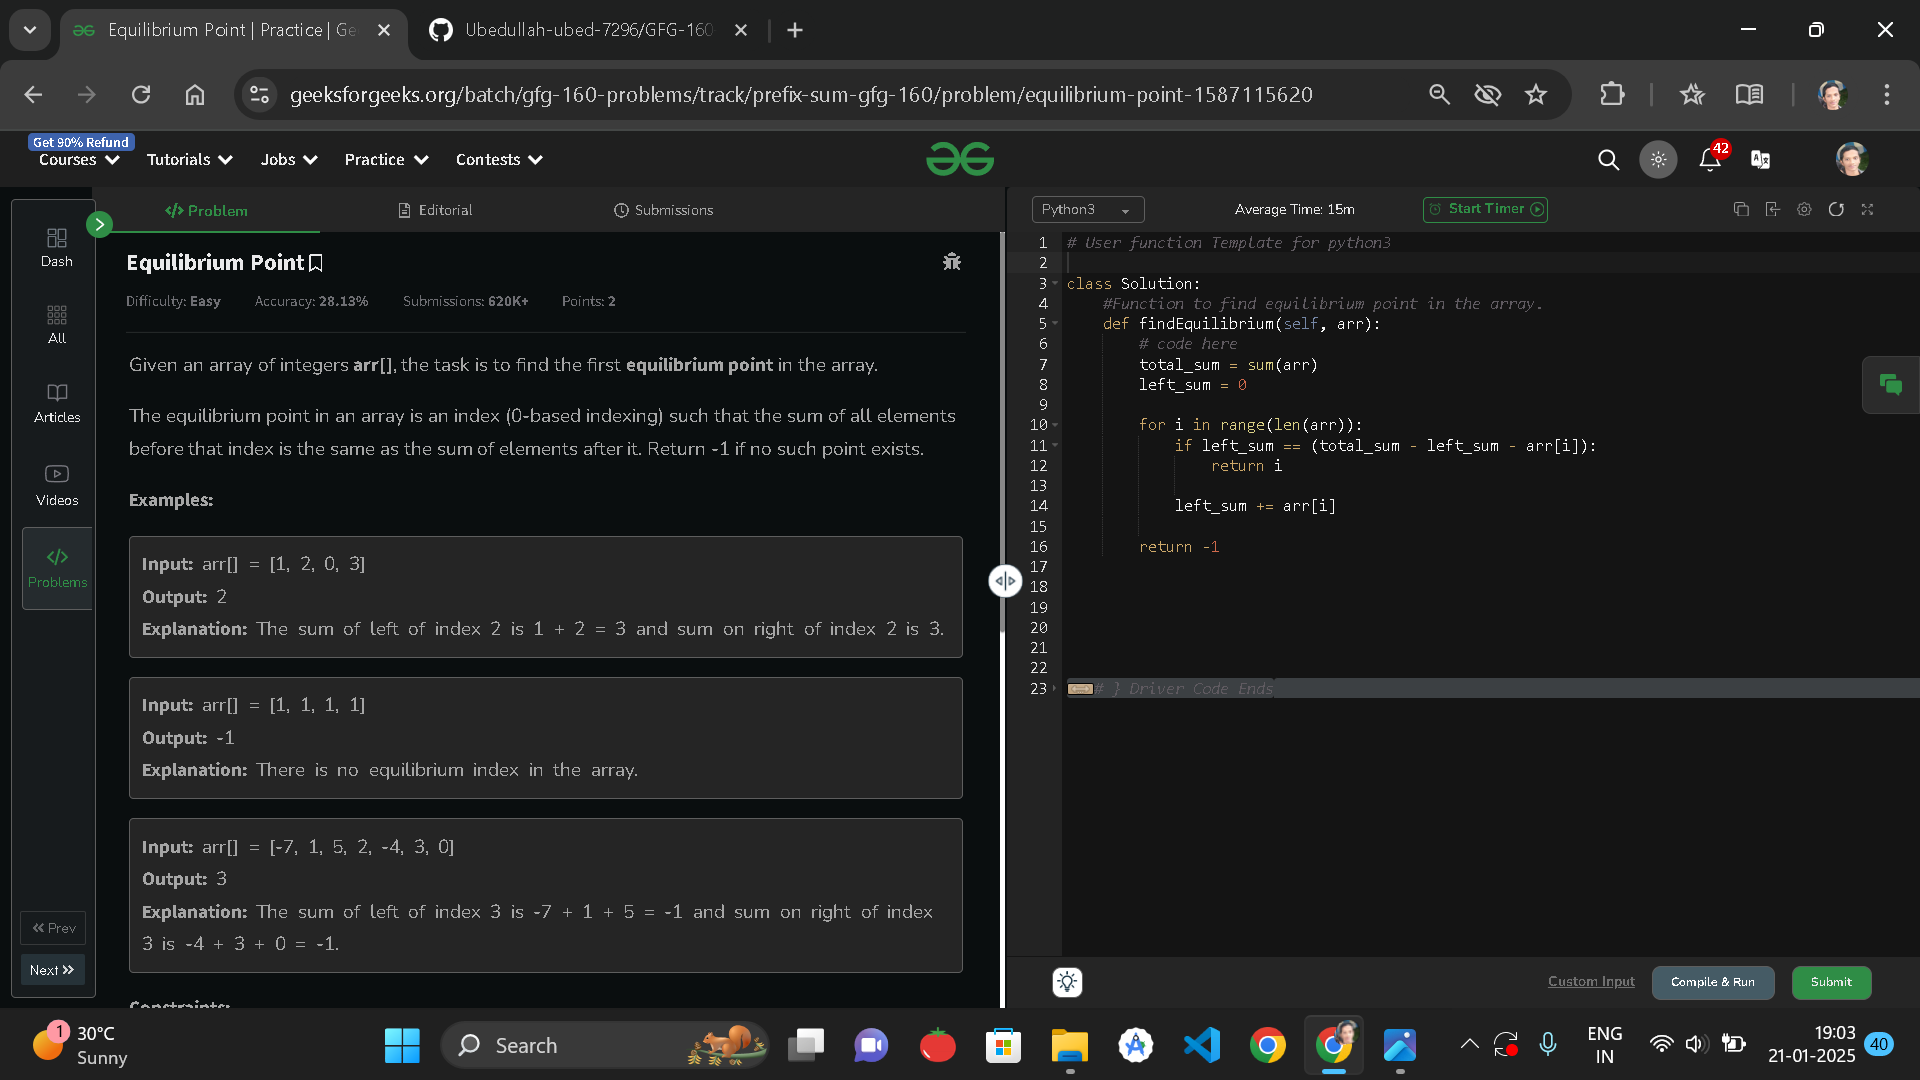 Equilibrium Point | Practice | Ge
Ubedullah-ubed-7296/GFG-160
geeksforgeeks.org/batch/gfg-160-problems/track/prefix-sum-gfg-160/problem/equilibrium-point-1587115620
Get 90% Refund
Courses
Tutorials
Jobs
Practice
Contests
42
Dash
All
Articles
Videos
Problems
Prev
Next
Problem
Editorial
Submissions
Equilibrium Point
Difficulty: Easy
Accuracy: 28.13%
Submissions: 620K+
Points: 2
Given an array of integers arr[], the task is to find the first equilibrium point in the array.
The equilibrium point in an array is an index (0-based indexing) such that the sum of all elements
before that index is the same as the sum of elements after it. Return -1 if no such point exists.
Examples:
Input: arr[] = [1, 2, 0, 3]
Output: 2
Explanation: The sum of left of index 2 is 1 + 2 = 3 and sum on right of index 2 is 3.
Input: arr[] = [1, 1, 1, 1]
Output: -1
Explanation: There is no equilibrium index in the array.
Input: arr[] = [-7, 1, 5, 2, -4, 3, 0]
Output: 3
Explanation: The sum of left of index 3 is -7 + 1 + 5 = -1 and sum on right of index
3 is -4 + 3 + 0 = -1.
Constraints:
Python3
Average Time: 15m
Start Timer
1 # User function Template for python3
2
3 class Solution:
4 #Function to find equilibrium point in the array.
5 def findEquilibrium(self, arr):
6 # code here
7 total_sum = sum(arr)
8 left_sum = 0
9
10 for i in range(len(arr)):
11 if left_sum == (total_sum - left_sum - arr[i]):
12 return i
13
14 left_sum += arr[i]
15
16 return -1
17
18
19
20
21
22
23 # } Driver Code Ends
Custom Input
Compile & Run
Submit
1
30°C
Sunny
Search
ENG
IN
19:03
21-01-2025
40